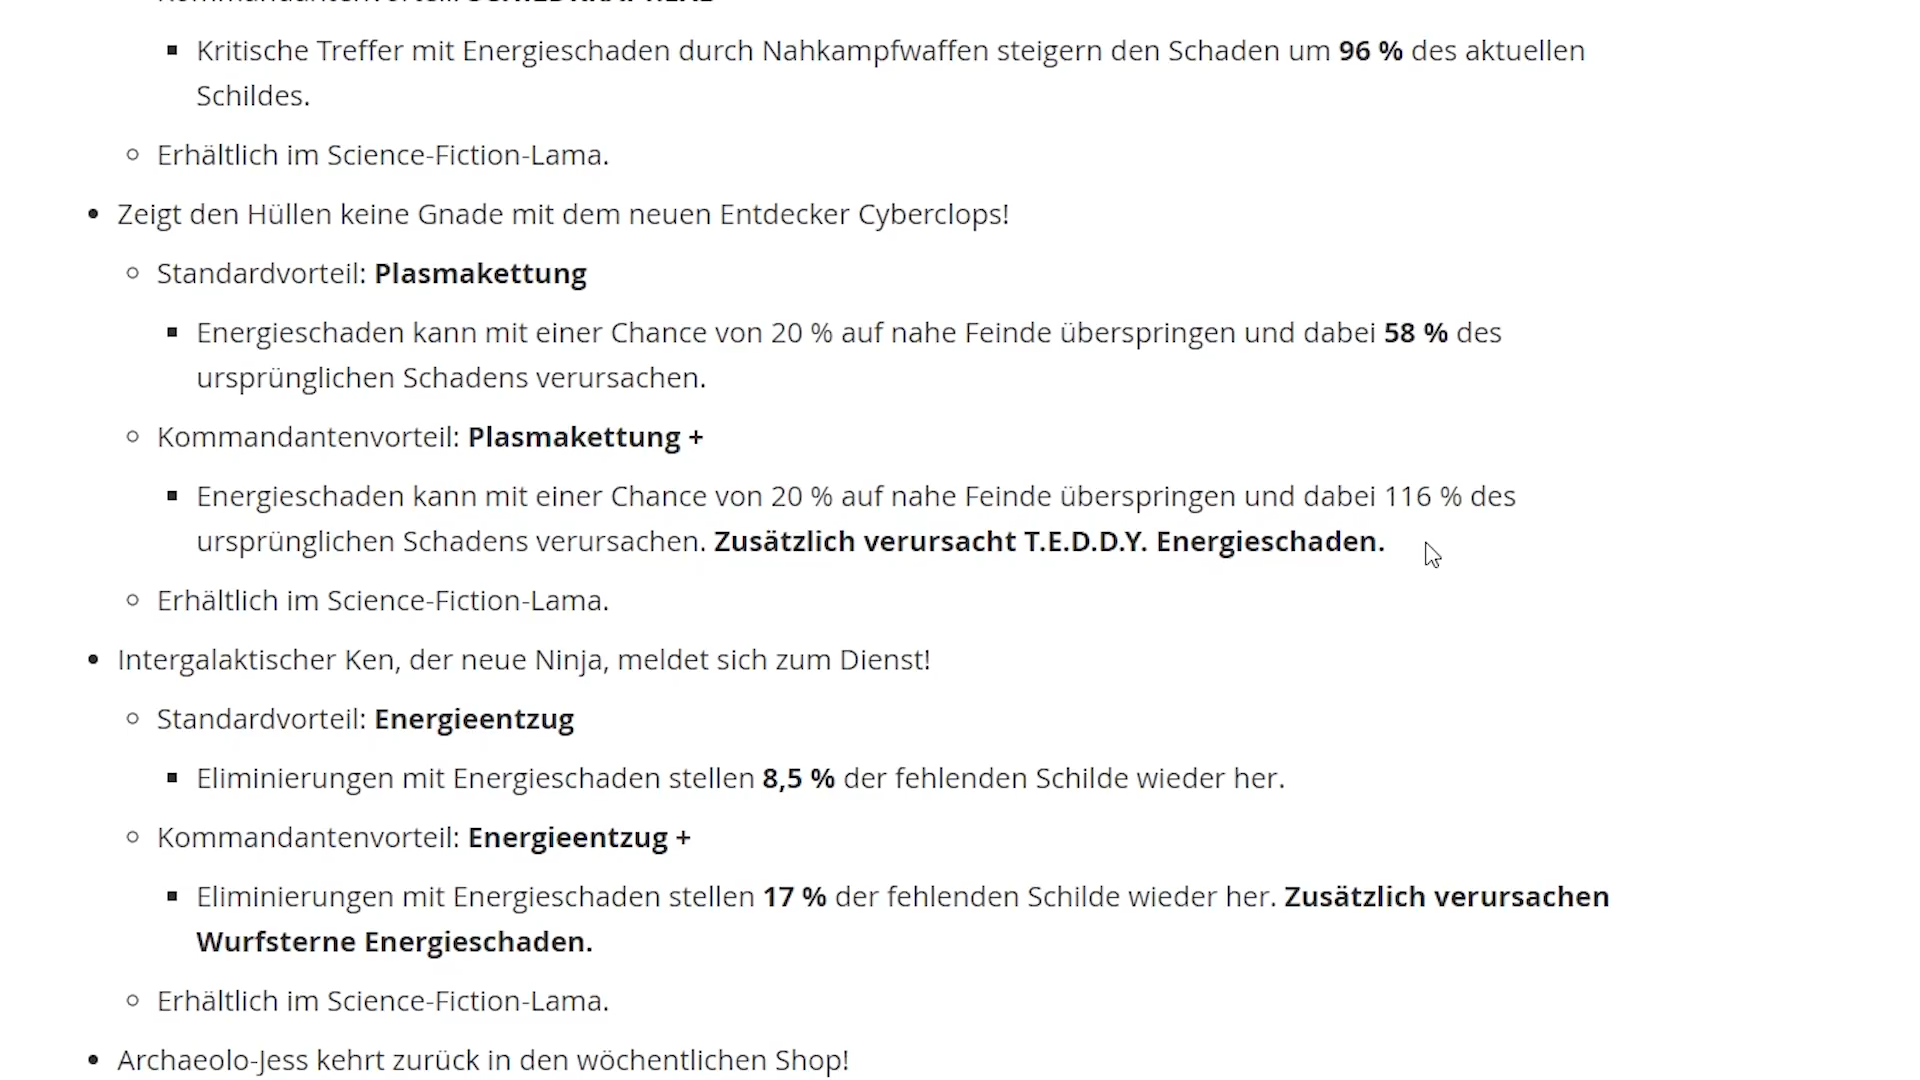 Kritische Treffer mit Energieschaden durch Nahkampfwaffen steigern den Schaden um 96 % des aktuellen
Schildes.
Erhältlich im Science-Fiction-Lama.
Zeigt den Hüllen keine Gnade mit dem neuen Entdecker Cyberclops!
Standardvorteil: Plasmakettung
Energieschaden kann mit einer Chance von 20 % auf nahe Feinde überspringen und dabei 58 % des
ursprünglichen Schadens verursachen.
Kommandantenvorteil: Plasmakettung +
Energieschaden kann mit einer Chance von 20 % auf nahe Feinde überspringen und dabei 116 % des
ursprünglichen Schadens verursachen. Zusätzlich verursacht T.E.D.D.Y. Energieschaden.
Erhältlich im Science-Fiction-Lama.
Intergalaktischer Ken, der neue Ninja, meldet sich zum Dienst!
Standardvorteil: Energieentzug
Eliminierungen mit Energieschaden stellen 8,5 % der fehlenden Schilde wieder her.
Kommandantenvorteil: Energieentzug +
Eliminierungen mit Energieschaden stellen 17 % der fehlenden Schilde wieder her. Zusätzlich verursachen
Wurfsterne Energieschaden.
Erhältlich im Science-Fiction-Lama.
Archaeolo-Jess kehrt zurück in den wöchentlichen Shop!